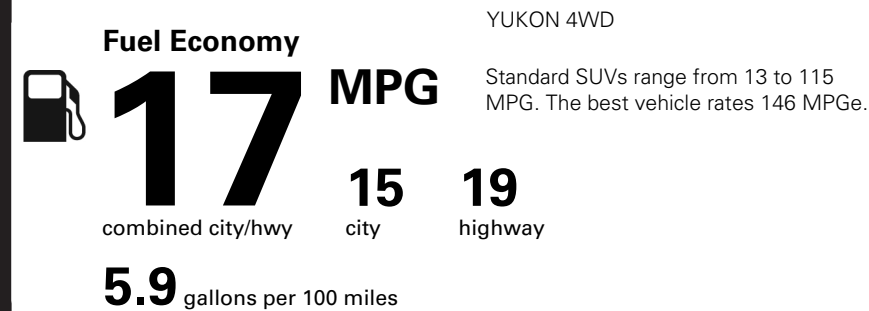 YUKON 4WD
Fuel Economy
17 MPG
Standard SUVs range from 13 to 115
MPG. The best vehicle rates 146 MPGe.
15 19
combined city/hwy city highway
5.9 gallons per 100 miles